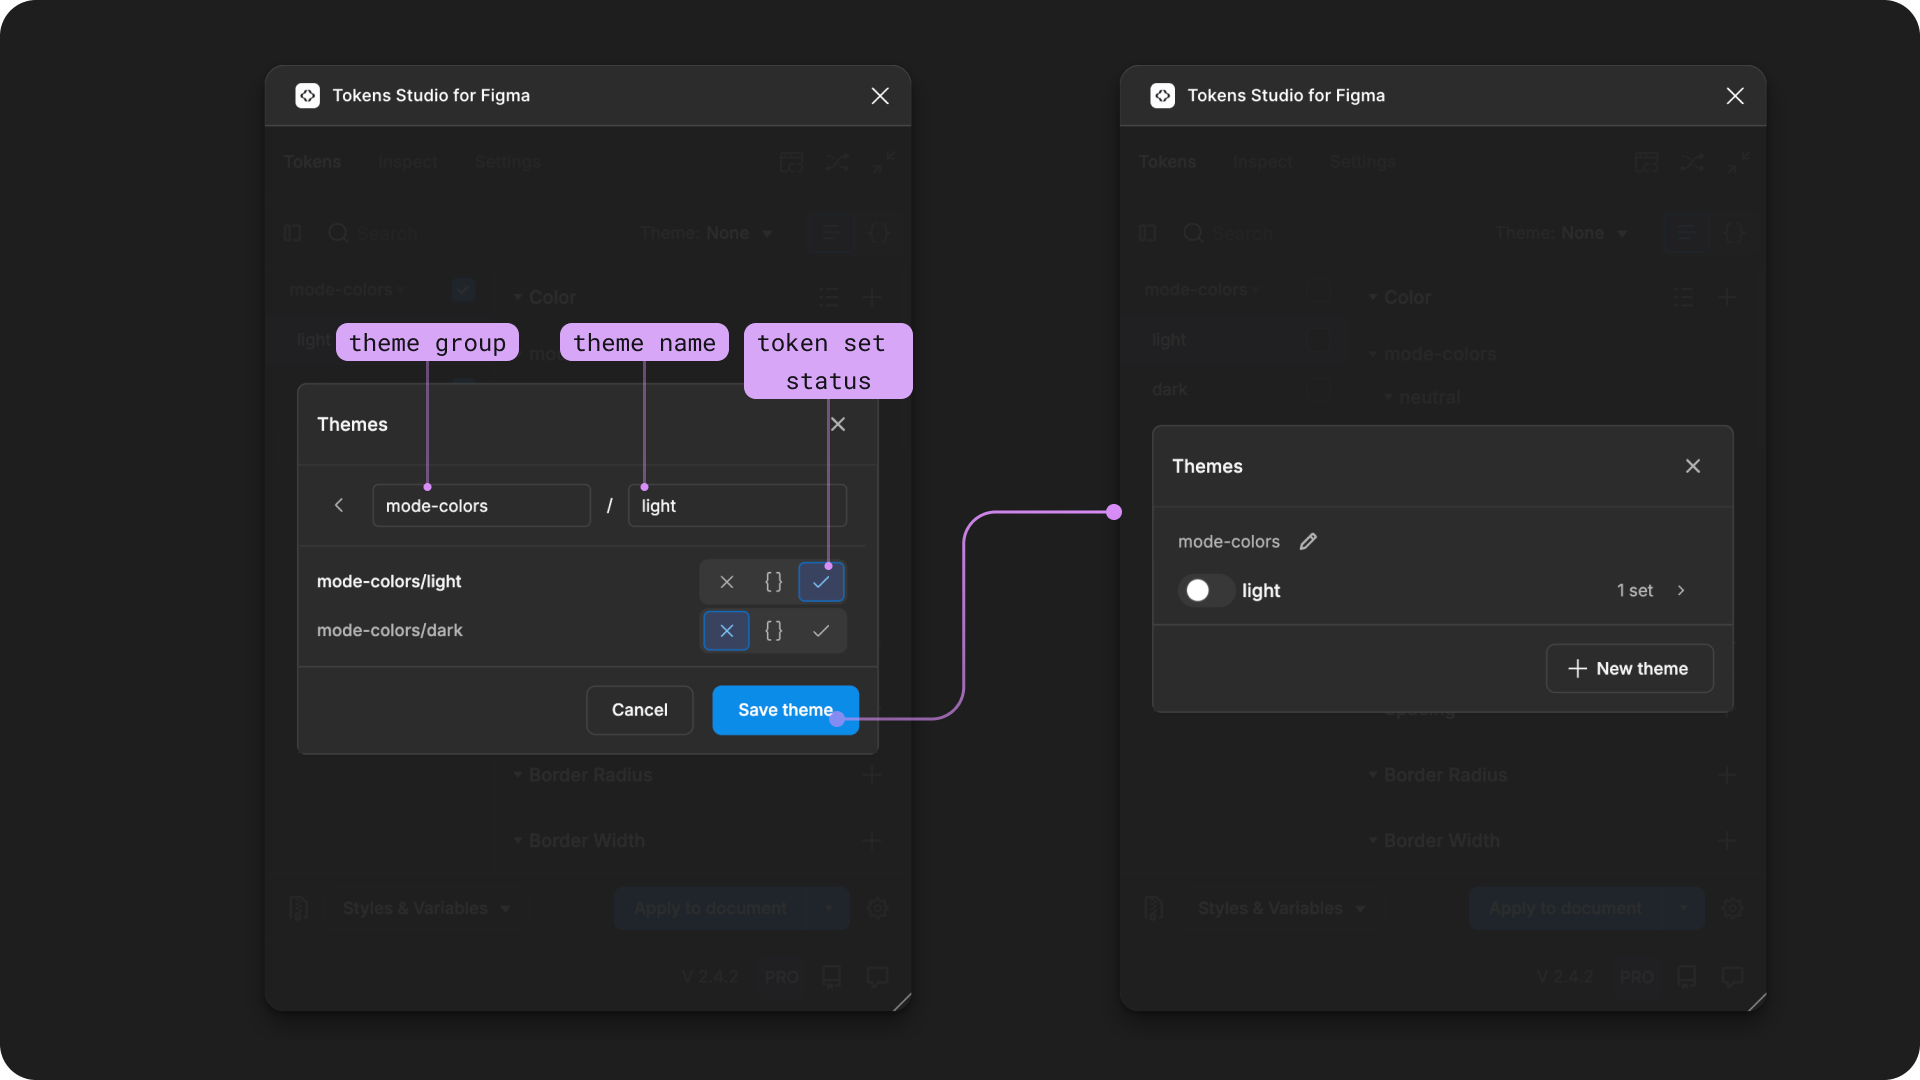 Tokens Studio for Figma
Tokens Inspect Settings
Search Theme: None
mode-colors
Color
light
theme group
theme name
token set
status
Themes
mode-colors / light
mode-colors/light
mode-colors/dark
Cancel Save theme
Border Radius
Border Width
Styles & Variables Apply to document
V 2.4.2 PRO
Tokens Studio for Figma
Tokens Inspect Settings
Search Theme: None
mode-colors
Color
light
mode-colors
dark
neutral
Themes
mode-colors
light 1 set
New theme
Spacing
Border Radius
Border Width
Styles & Variables Apply to document
V 2.4.2 PRO